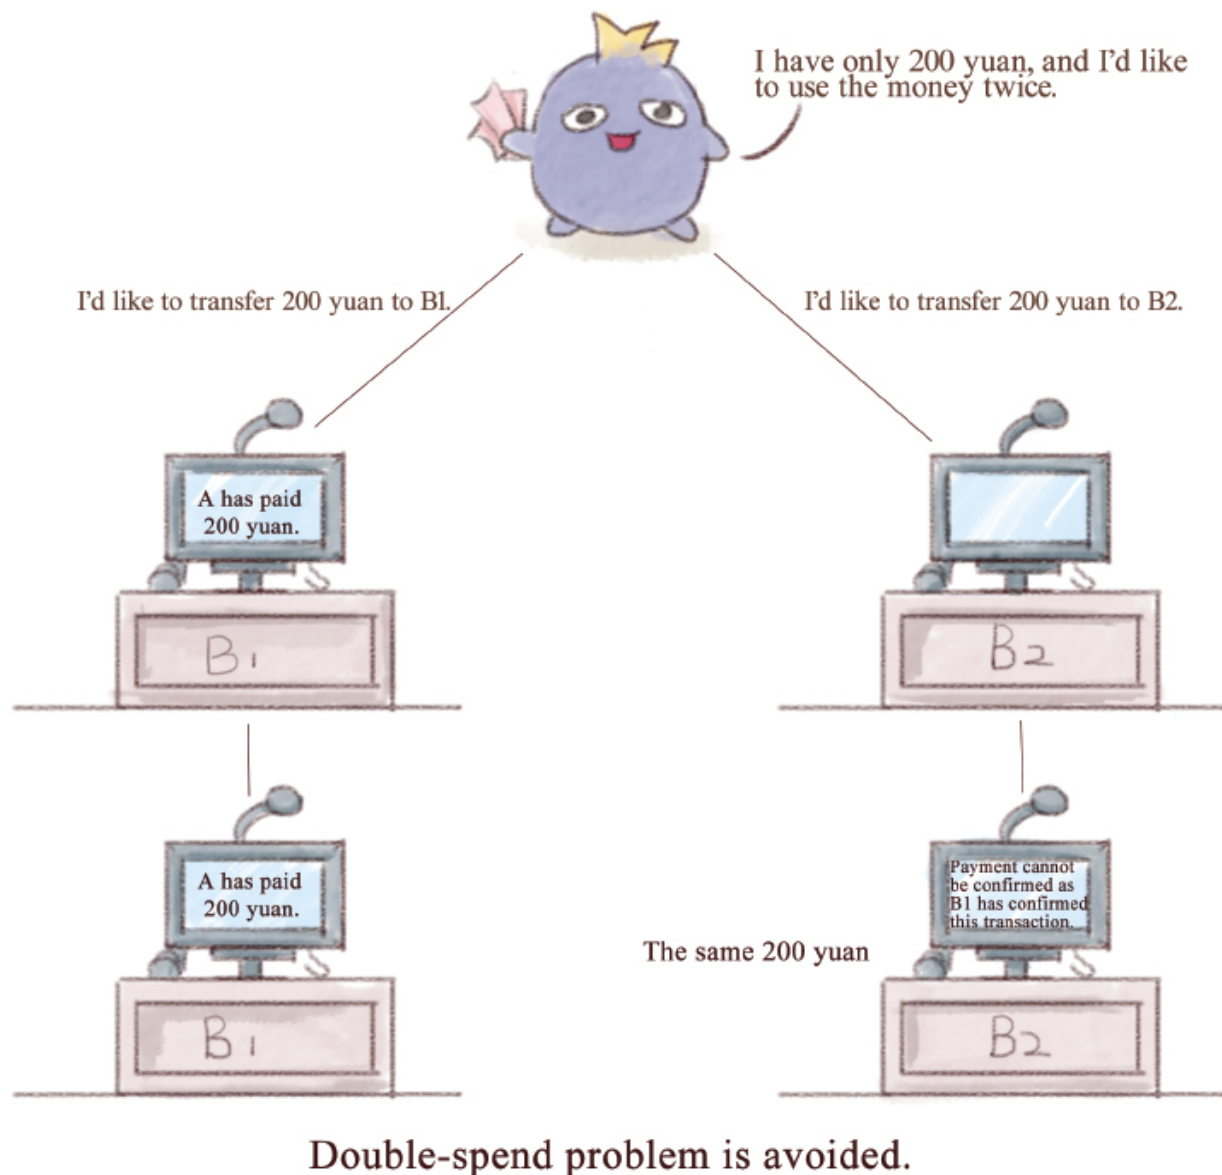 I have only 200 yuan, and I'd like
to use the money twice.
I'd like to transfer 200 yuan to B1.
I'd like to transfer 200 yuan to B2.
A has paid
200 yuan.
B1
B2
A has paid
200 yuan.
Payment cannot
be confirmed as
B1 has confirmed
this transaction.
The same 200 yuan
B1
B2
Double-spend problem is avoided.